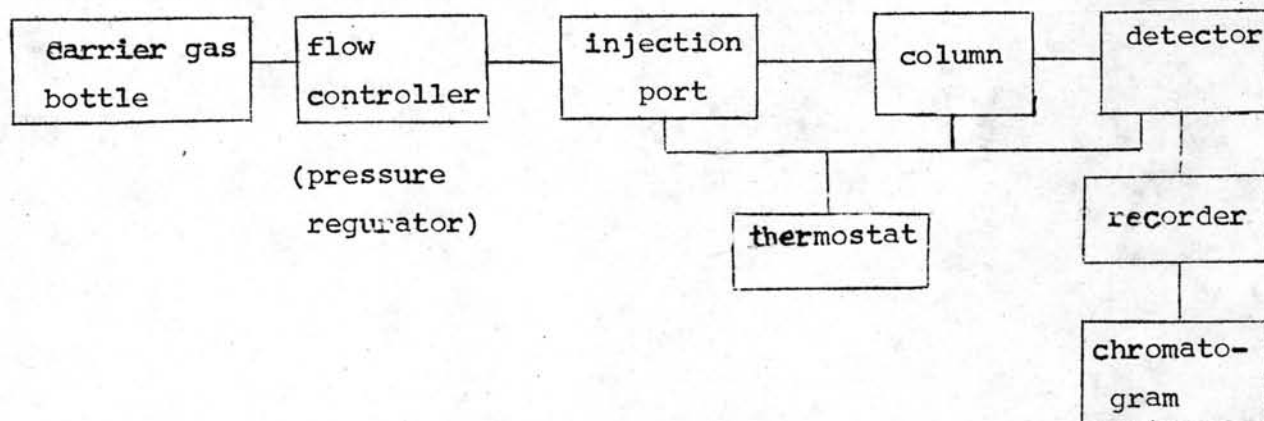 Carrier gas
bottle
flow
controller
(pressure
regurator)
injection
port
column
detector
thermostat
recorder
chromato-
gram